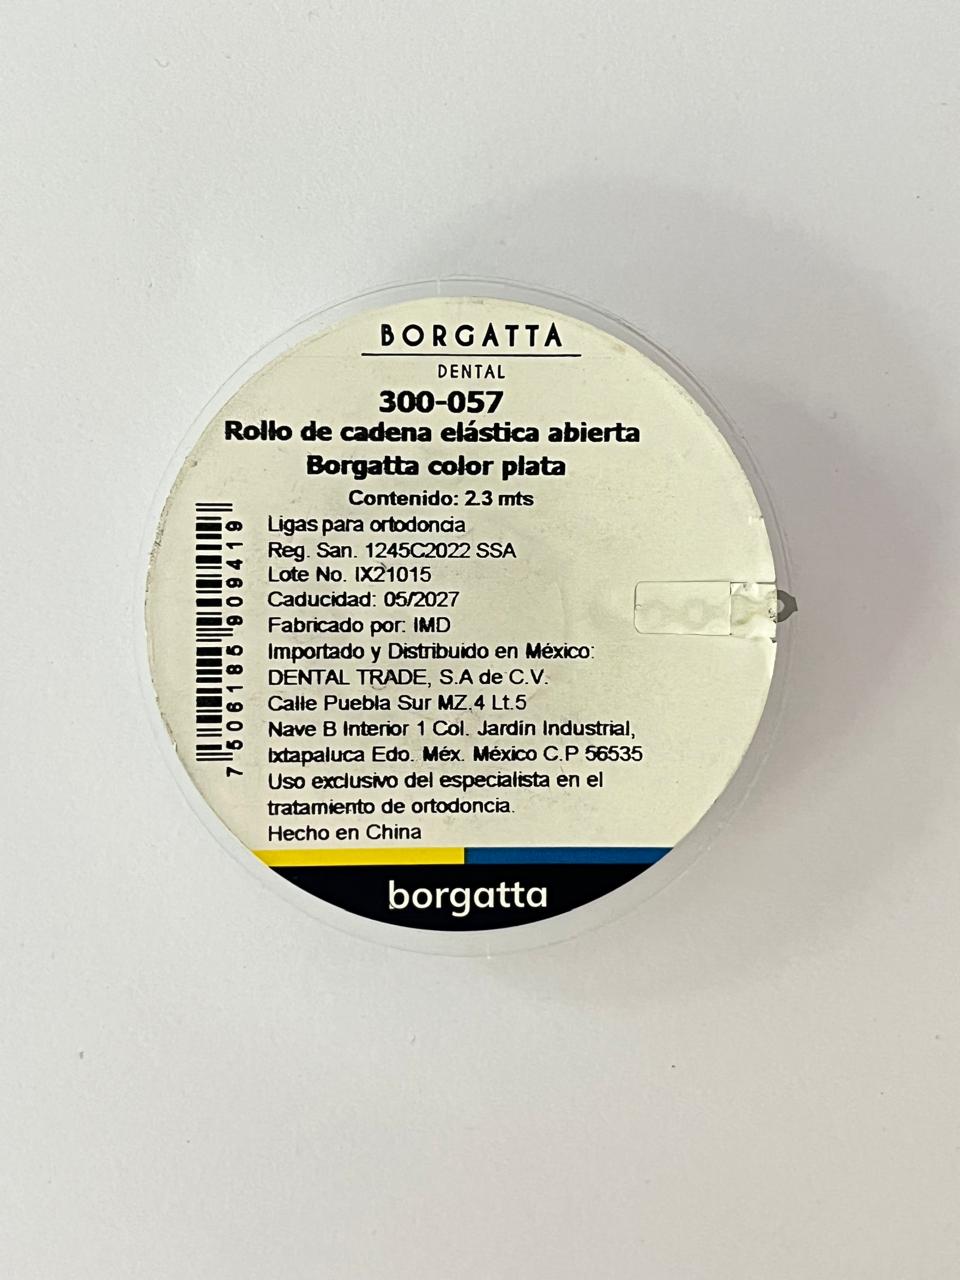 BORGATTA
DENTAL
300-057
Rollo de cadena elástica abierta
Borgatta color plata
Contenido: 2.3 mts
Ligas para ortodoncia
Reg. San. 1245C2022 SSA
Lote No. IX21015
Caducidad: 05/2027
Fabricado por: IMD
Importado y Distribuido en México:
DENTAL TRADE, S.A de C.V.
Calle Puebla Sur MZ.4 Lt.5
Nave B Interior 1 Col. Jardín Industrial,
Ixtapaluca Edo. Méx. México C.P 56535
Uso exclusivo del especialista en el
tratamiento de ortodoncia.
Hecho en China
7506185909419
borgatta